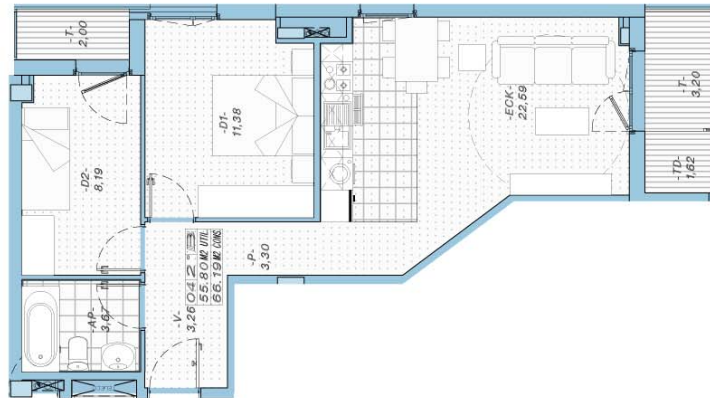 -T-
2,00
-D1-
11,38
-ECK-
22,59
-T-
3,20
-TD-
1,62
-D2-
8,19
-P-
3,30
-AP-
3,67
-V-
3,26
04.2
55.80 M2 UTIL
66.19 M2 CONS